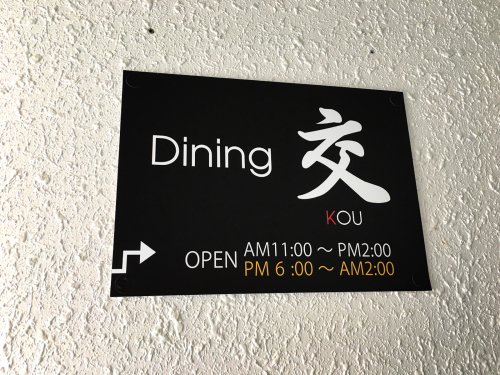 Dining 交
KOU
OPEN AM11:00 ～ PM2:00
PM 6 :00 ～ AM2:00